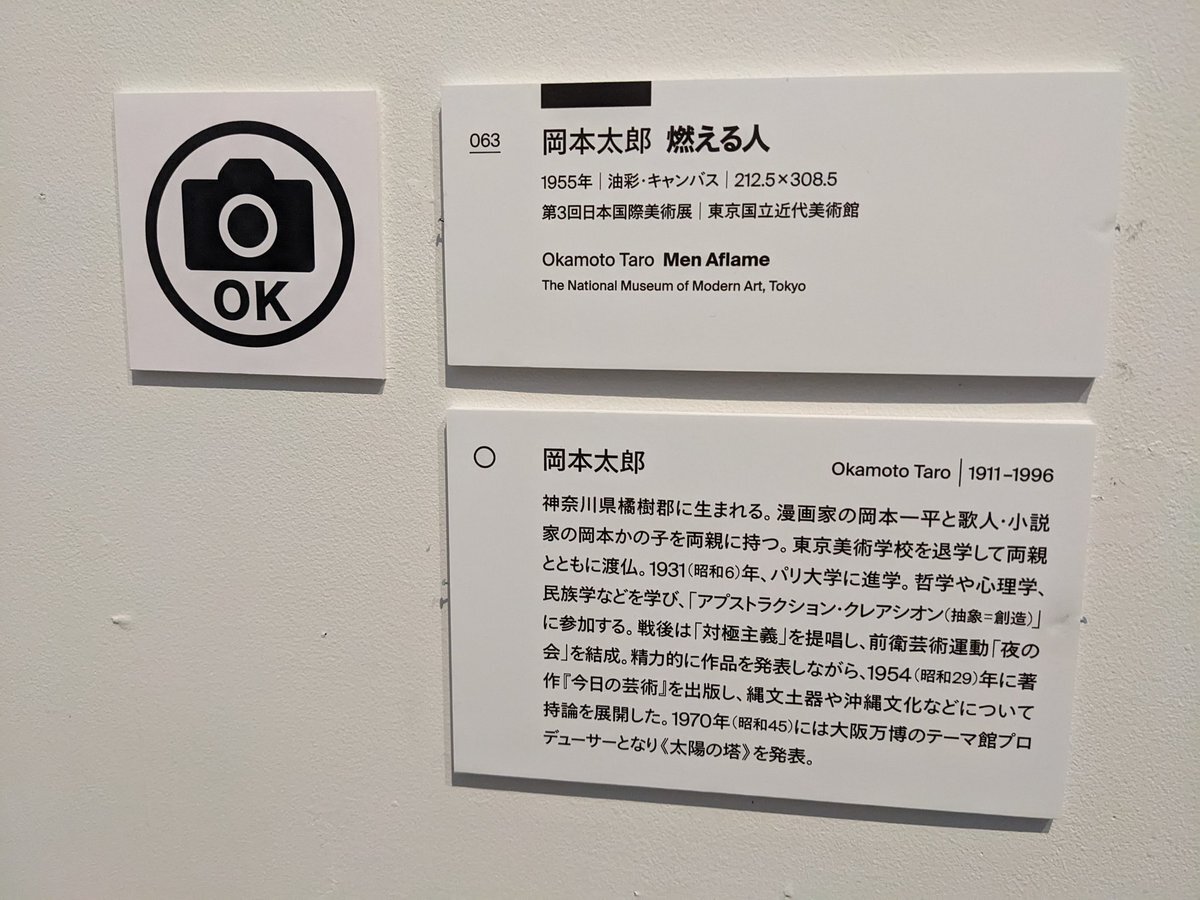 OK
063
岡本太郎 燃える人
1955年｜油彩・キャンバス｜212.5×308.5
第3回日本国際美術展｜東京国立近代美術館
Okamoto Taro Men Aflame
The National Museum of Modern Art, Tokyo
岡本太郎
Okamoto Taro｜1911–1996
神奈川県橘樹郡に生まれる。漫画家の岡本一平と歌人・小説
家の岡本かの子を両親に持つ。東京美術学校を退学して両親
とともに渡仏。1931（昭和6）年、パリ大学に進学。哲学や心理学、
民族学などを学び、「アプストラクション・クレアシオン（抽象＝創造）」
に参加する。戦後は「対極主義」を提唱し、前衛芸術運動「夜の
会」を結成。精力的に作品を発表しながら、1954（昭和29）年に著
作『今日の芸術』を出版し、縄文土器や沖縄文化などについて
持論を展開した。1970年（昭和45）には大阪万博のテーマ館プロ
デューサーとなり《太陽の塔》を発表。